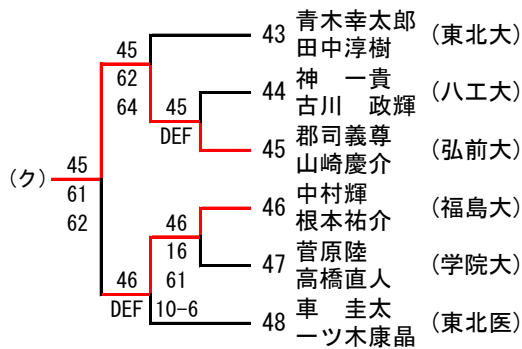 45
62
64
45
DEF
43 青木幸太郎 田中淳樹 (東北大)
44 神 一貴 古川 政輝 (八工大)
45 郡司義尊 山崎慶介 (弘前大)
(ク)
45
61
62
46 中村輝 根本祐介 (福島大)
46
16
61
10-6
47 菅原陸 高橋直人 (学院大)
46
DEF
48 車 圭太 一ツ木康晶 (東北医)